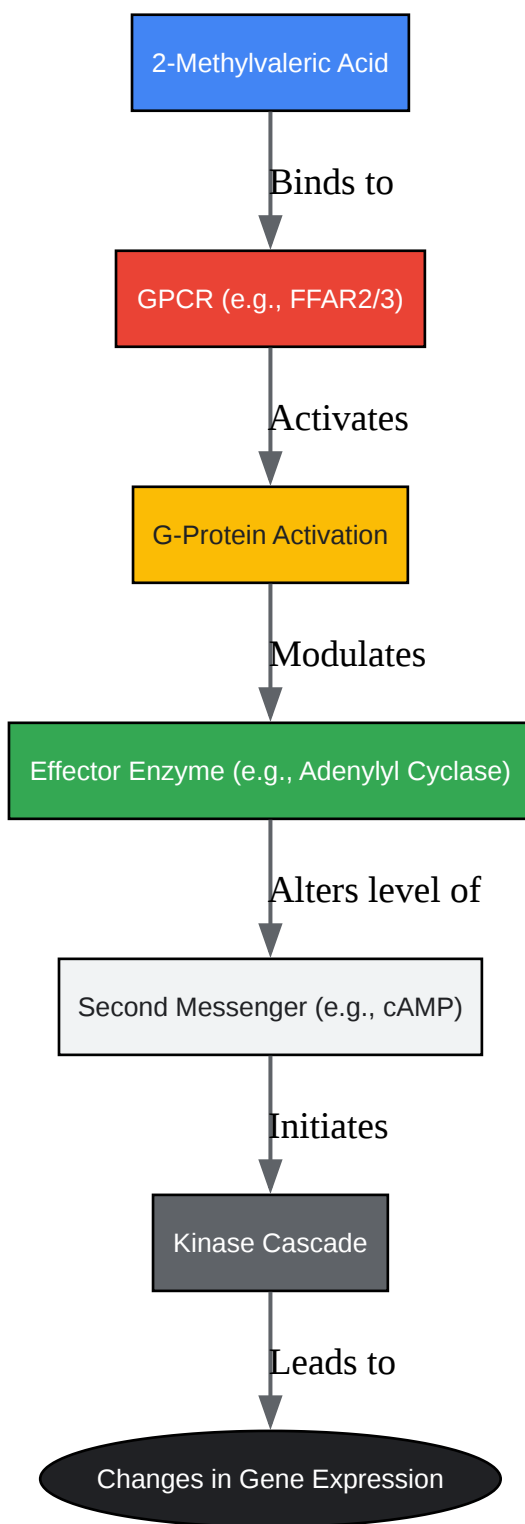 2-Methylvaleric Acid
Binds to
GPCR (e.g., FFAR2/3)
Activates
G-Protein Activation
Modulates
Effector Enzyme (e.g., Adenylyl Cyclase)
Alters level of
Second Messenger (e.g., cAMP)
Initiates
Kinase Cascade
Leads to
Changes in Gene Expression